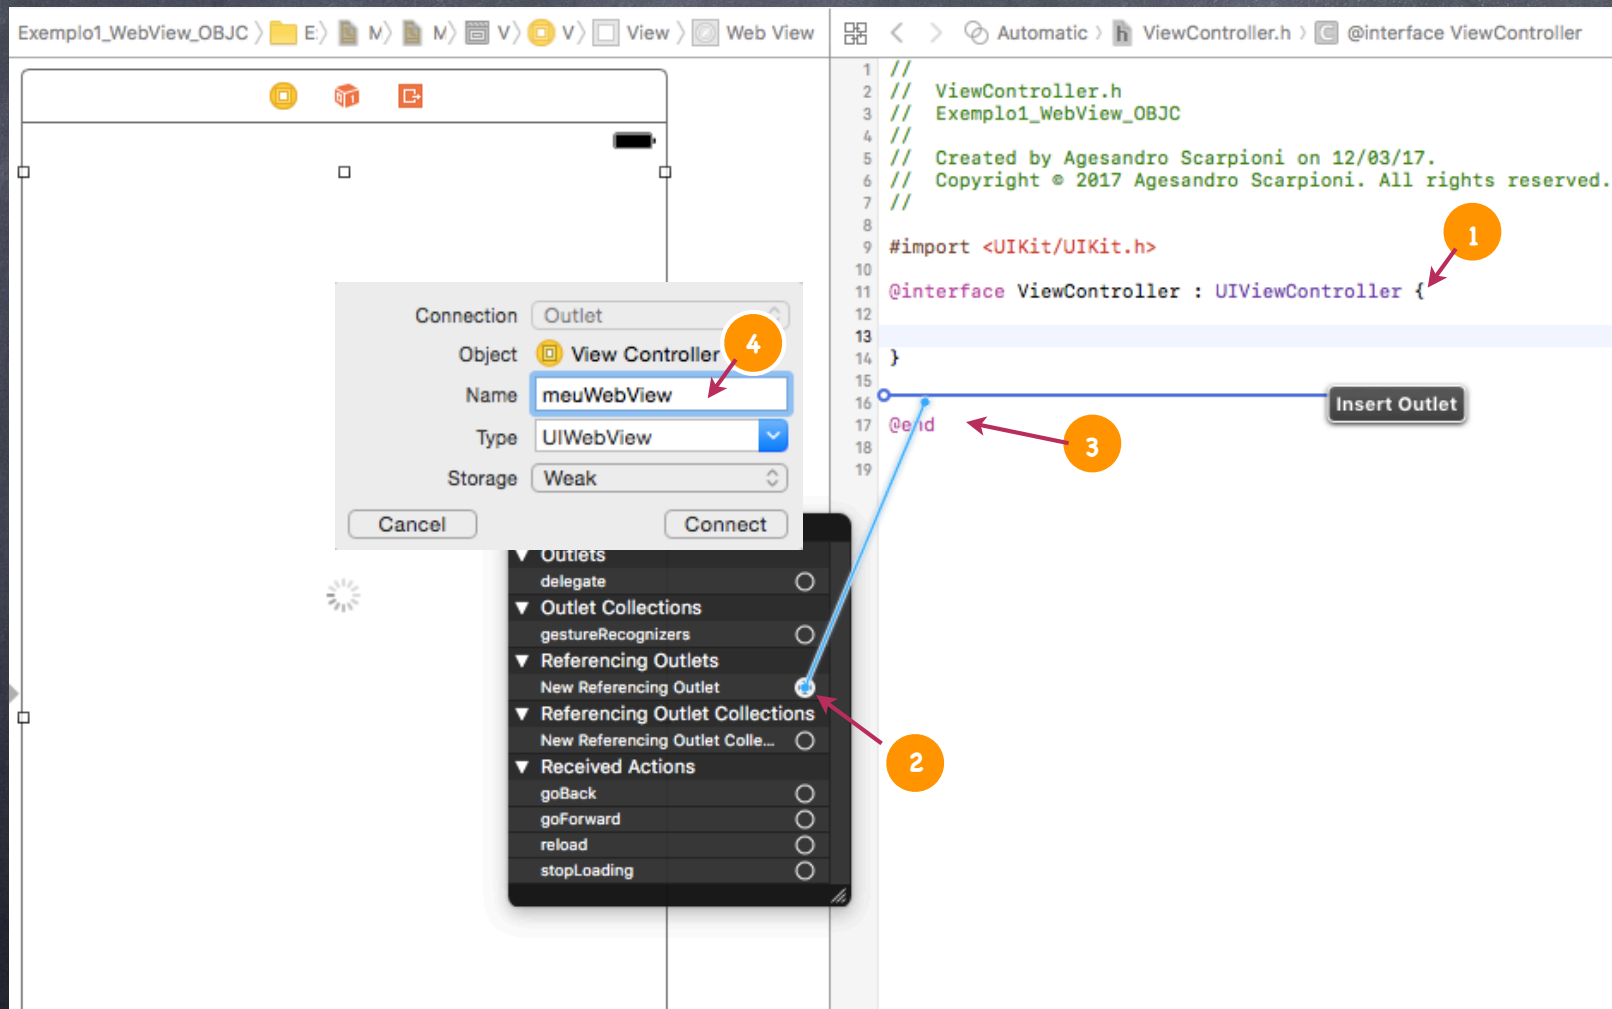 Exemplo1_WebView_OBJC 〉 E 〉 M 〉 M 〉 V 〉 V 〉 View 〉 Web View
Automatic 〉 ViewController.h 〉 @interface ViewController
1 //
2 //  ViewController.h
3 //  Exemplo1_WebView_OBJC
4 //
5 //  Created by Agesandro Scarpioni on 12/03/17.
6 //  Copyright © 2017 Agesandro Scarpioni. All rights reserved.
7 //
8
9 #import <UIKit/UIKit.h>
10
11 @interface ViewController : UIViewController {
12
13
14 }
15
16
17 @end
18
19
Insert Outlet
1
2
3
4
Connection Outlet
Object View Controller
Name meuWebView
Type UIWebView
Storage Weak
Cancel Connect
▼ Outlets
delegate
▼ Outlet Collections
gestureRecognizers
▼ Referencing Outlets
New Referencing Outlet
▼ Referencing Outlet Collections
New Referencing Outlet Colle...
▼ Received Actions
goBack
goForward
reload
stopLoading